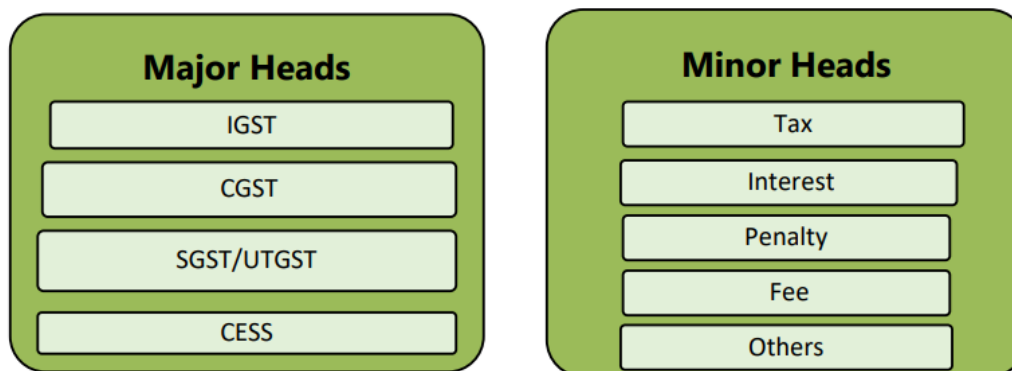 Major Heads
IGST
CGST
SGST/UTGST
CESS
Minor Heads
Tax
Interest
Penalty
Fee
Others